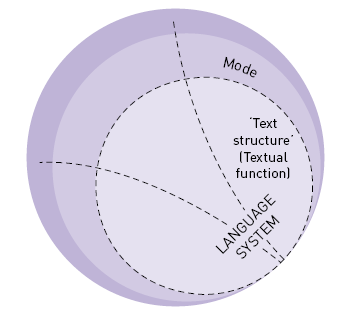 Mode
'Text
structure'
(Textual
function)
LANGUAGE
SYSTEM